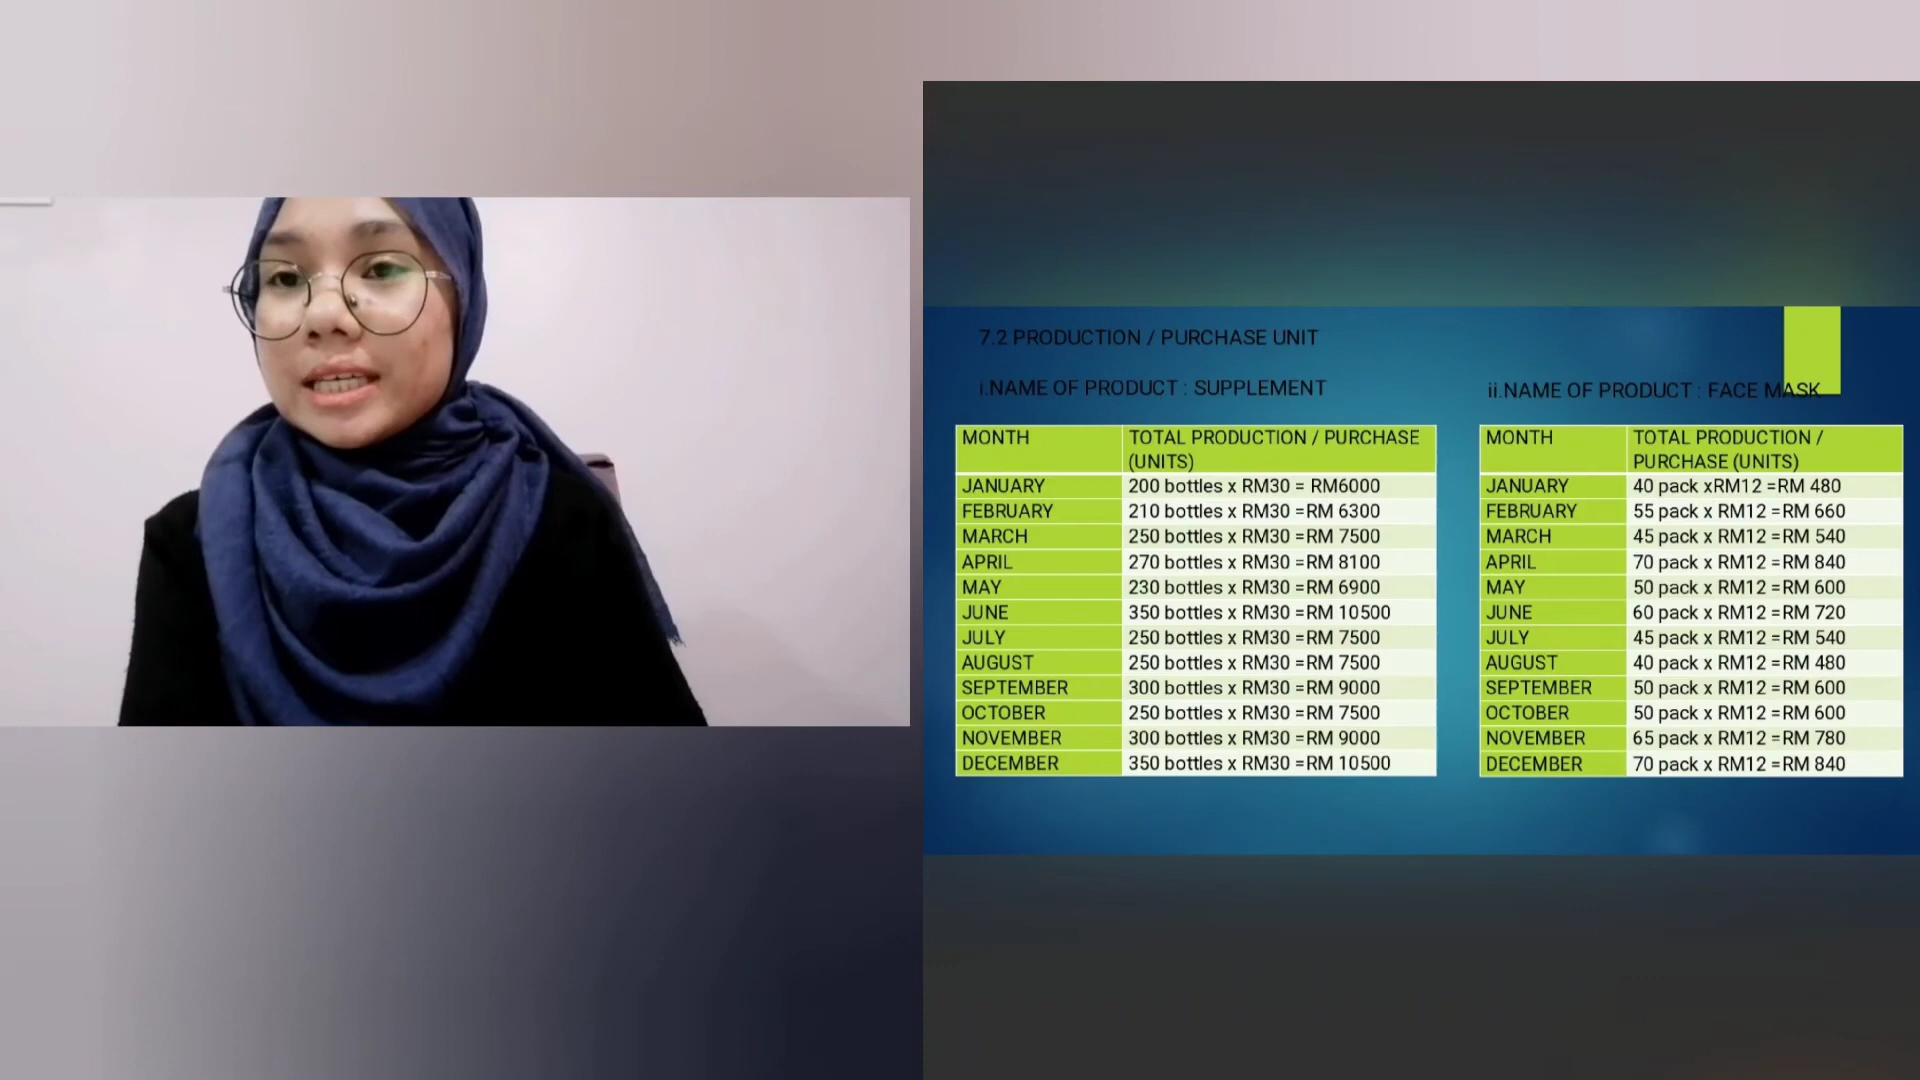 7.2 PRODUCTION / PURCHASE UNIT
i.NAME OF PRODUCT : SUPPLEMENT
MONTH TOTAL PRODUCTION / PURCHASE
(UNITS)
JANUARY 200 bottles x RM30 = RM6000
FEBRUARY 210 bottles x RM30 =RM 6300
MARCH 250 bottles x RM30 =RM 7500
APRIL 270 bottles x RM30 =RM 8100
MAY 230 bottles x RM30 =RM 6900
JUNE 350 bottles x RM30 =RM 10500
JULY 250 bottles x RM30 =RM 7500
AUGUST 250 bottles x RM30 =RM 7500
SEPTEMBER 300 bottles x RM30 =RM 9000
OCTOBER 250 bottles x RM30 =RM 7500
NOVEMBER 300 bottles x RM30 =RM 9000
DECEMBER 350 bottles x RM30 =RM 10500
ii.NAME OF PRODUCT : FACE MASK
MONTH TOTAL PRODUCTION /
PURCHASE (UNITS)
JANUARY 40 pack xRM12 =RM 480
FEBRUARY 55 pack x RM12 =RM 660
MARCH 45 pack x RM12 =RM 540
APRIL 70 pack x RM12 =RM 840
MAY 50 pack x RM12 =RM 600
JUNE 60 pack x RM12 =RM 720
JULY 45 pack x RM12 =RM 540
AUGUST 40 pack x RM12 =RM 480
SEPTEMBER 50 pack x RM12 =RM 600
OCTOBER 50 pack x RM12 =RM 600
NOVEMBER 65 pack x RM12 =RM 780
DECEMBER 70 pack x RM12 =RM 840